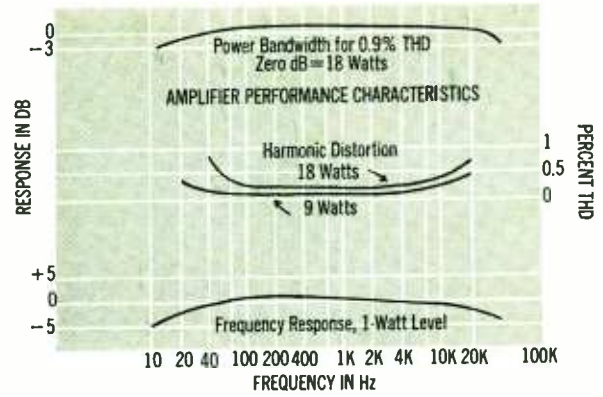 0
−3
Power Bandwidth for 0.9% THD
Zero dB = 18 Watts
AMPLIFIER PERFORMANCE CHARACTERISTICS
RESPONSE IN DB
Harmonic Distortion
18 Watts
9 Watts
1
0.5
0
PERCENT THD
+5
0
−5
Frequency Response, 1-Watt Level
10 20 40 100 200 400 1K 2K 4K 10K 20K 100K
FREQUENCY IN Hz